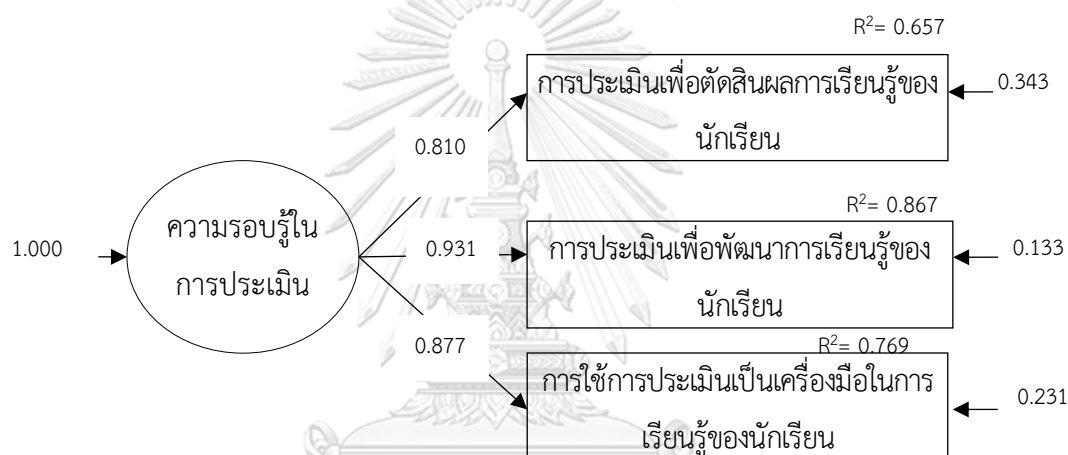 R²= 0.657
การประเมินเพื่อตัดสินผลการเรียนรู้ของ
นักเรียน
0.343
0.810
R²= 0.867
ความรอบรู้ใน
การประเมิน
1.000
0.931
การประเมินเพื่อพัฒนาการเรียนรู้ของ
นักเรียน
0.133
0.877
R²= 0.769
การใช้การประเมินเป็นเครื่องมือในการ
เรียนรู้ของนักเรียน
0.231